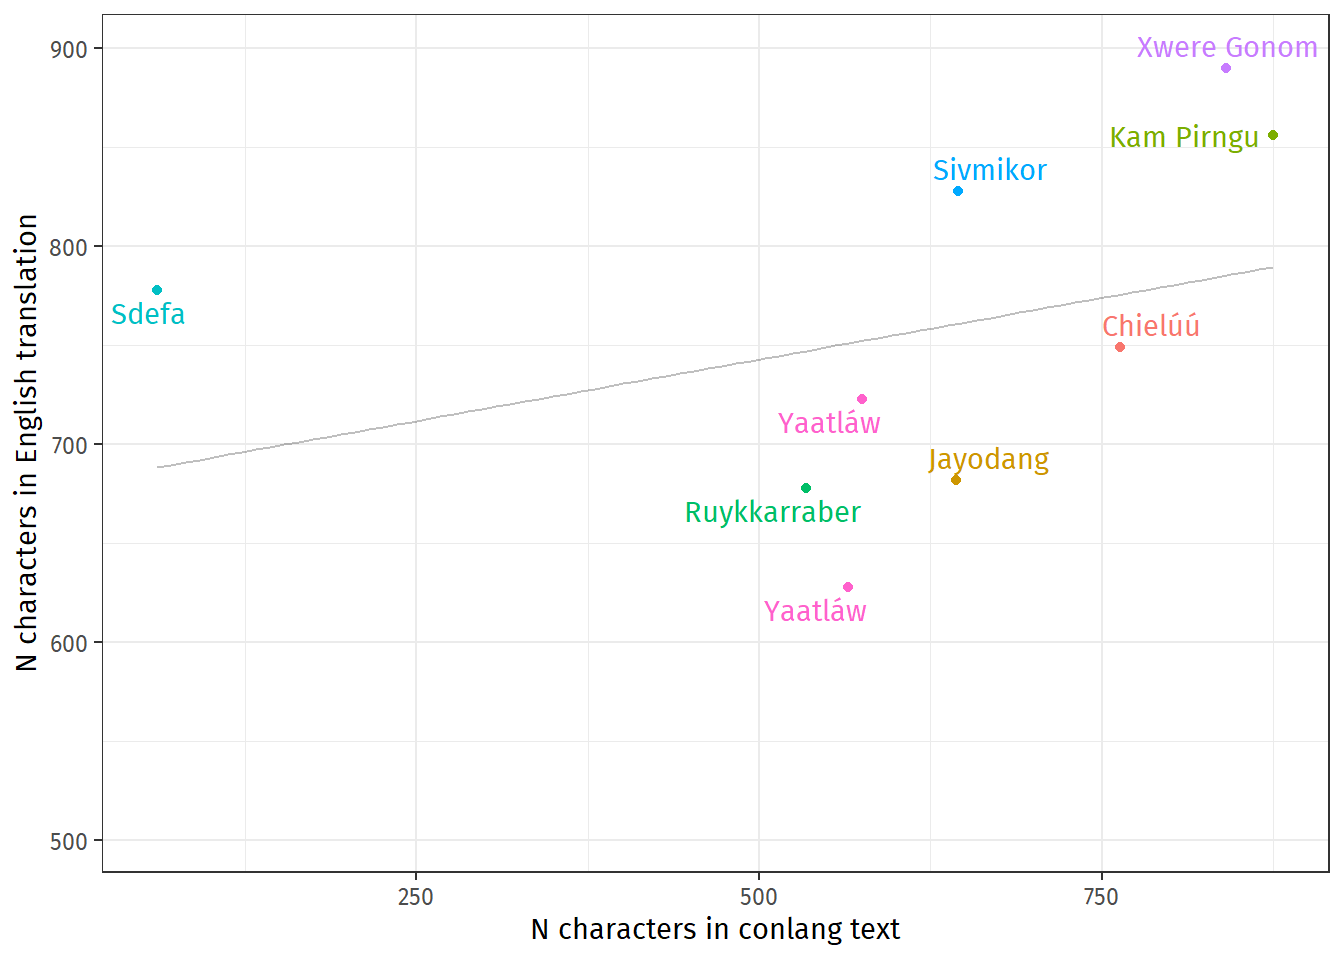 900
Xwere Gonom
Kam Pirngu
Sivmikor
800
Sdefa
Chielúú
Yaatláw
700
Jayodang
Ruykkarraber
Yaatláw
600
500
250
500
750
N characters in conlang text
N characters in English translation